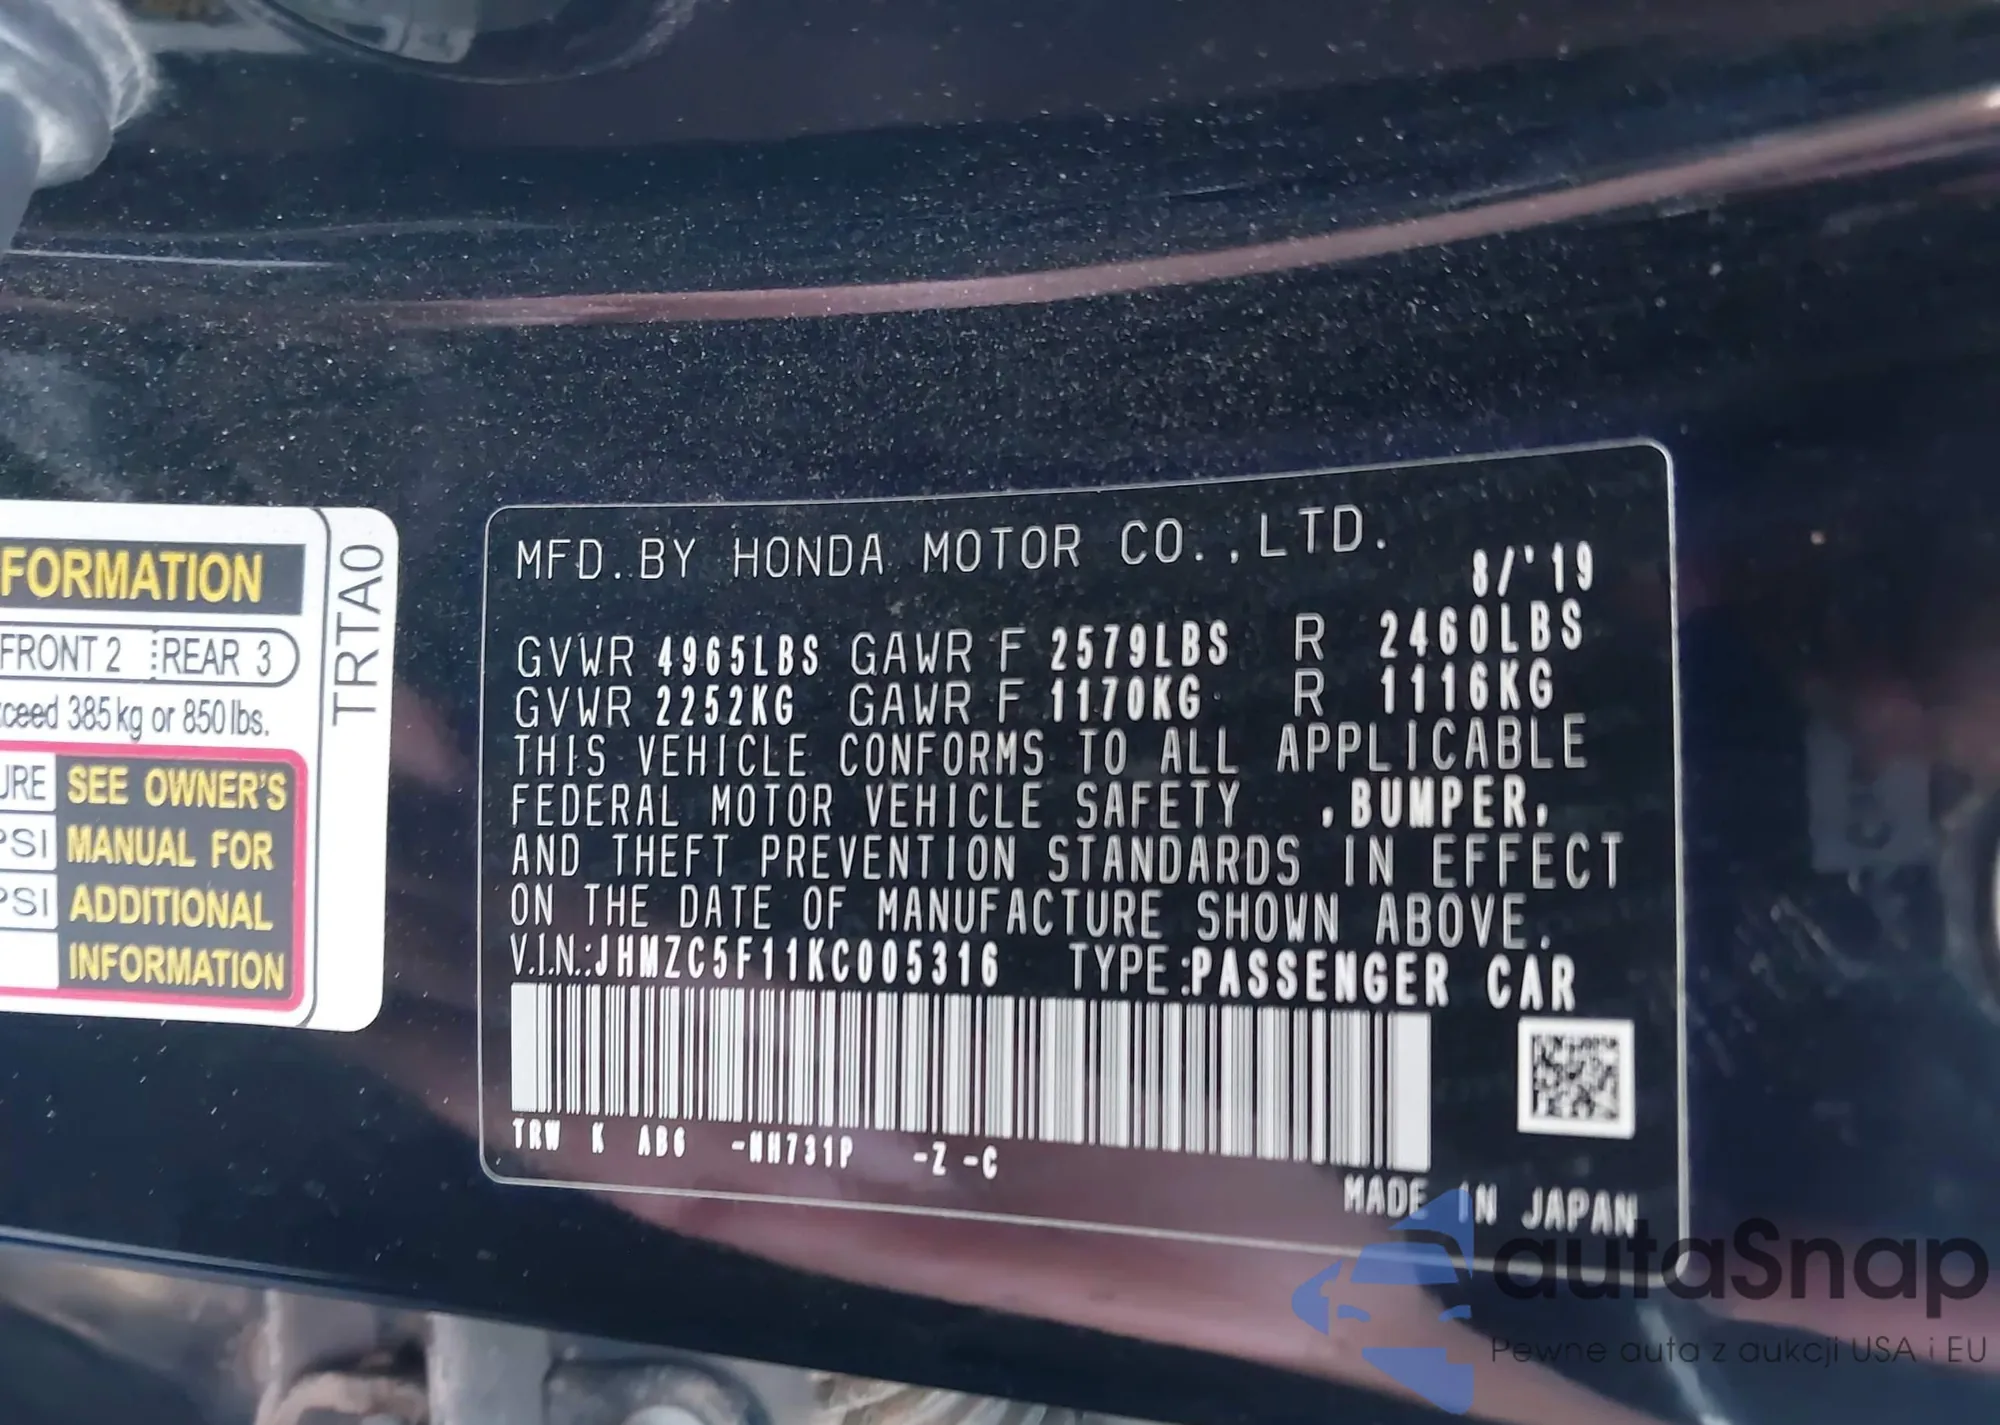 FORMATION
FRONT 2 REAR 3
ceed 385 kg or 850 lbs.
URE SEE OWNER'S
PSI MANUAL FOR
PSI ADDITIONAL
INFORMATION
TRTA0
MFD. BY HONDA MOTOR CO., LTD.
8/'19
GVWR 4965LBS GAWR F 2579LBS R 2460LBS
GVWR 2252KG GAWR F 1170KG R 1116KG
THIS VEHICLE CONFORMS TO ALL APPLICABLE
FEDERAL MOTOR VEHICLE SAFETY , BUMPER,
AND THEFT PREVENTION STANDARDS IN EFFECT
ON THE DATE OF MANUFACTURE SHOWN ABOVE.
V.I.N.:JHMZC5F11KC005316 TYPE:PASSENGER CAR
TRW K AB6 -NH731P -Z -C
MADE IN JAPAN
autaSnap
Pewne auta z aukcji USA i EU